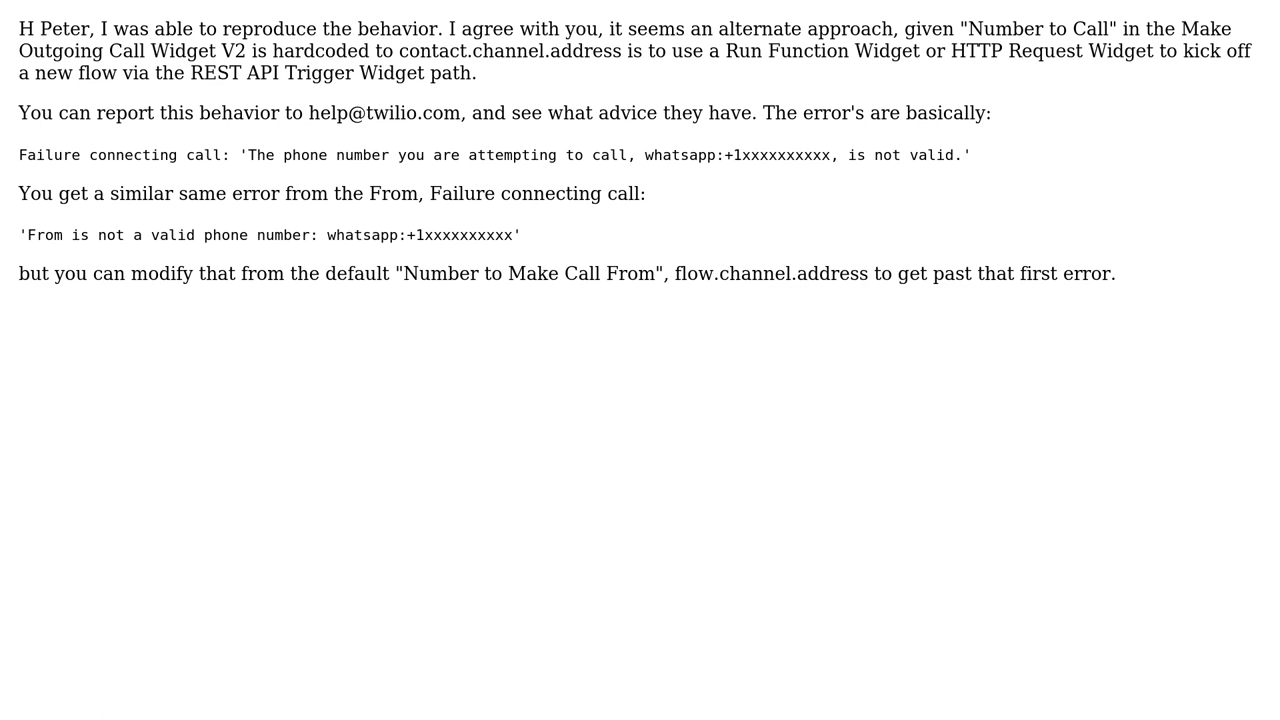 H Peter, I was able to reproduce the behavior. I agree with you, it seems an alternate approach, given "Number to Call" in the Make
Outgoing Call Widget V2 is hardcoded to contact.channel.address is to use a Run Function Widget or HTTP Request Widget to kick off
a new flow via the REST API Trigger Widget path.
You can report this behavior to help@twilio.com, and see what advice they have. The error's are basically:
Failure connecting call: 'The phone number you are attempting to call, whatsapp:+1xxxxxxxxxx, is not valid.'
You get a similar same error from the From, Failure connecting call:
'From is not a valid phone number: whatsapp:+1xxxxxxxxxx'
but you can modify that from the default "Number to Make Call From", flow.channel.address to get past that first error.